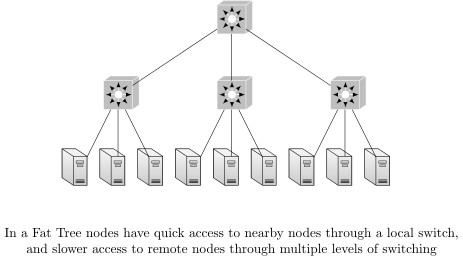 In a Fat Tree nodes have quick access to nearby nodes through a local switch,
and slower access to remote nodes through multiple levels of switching